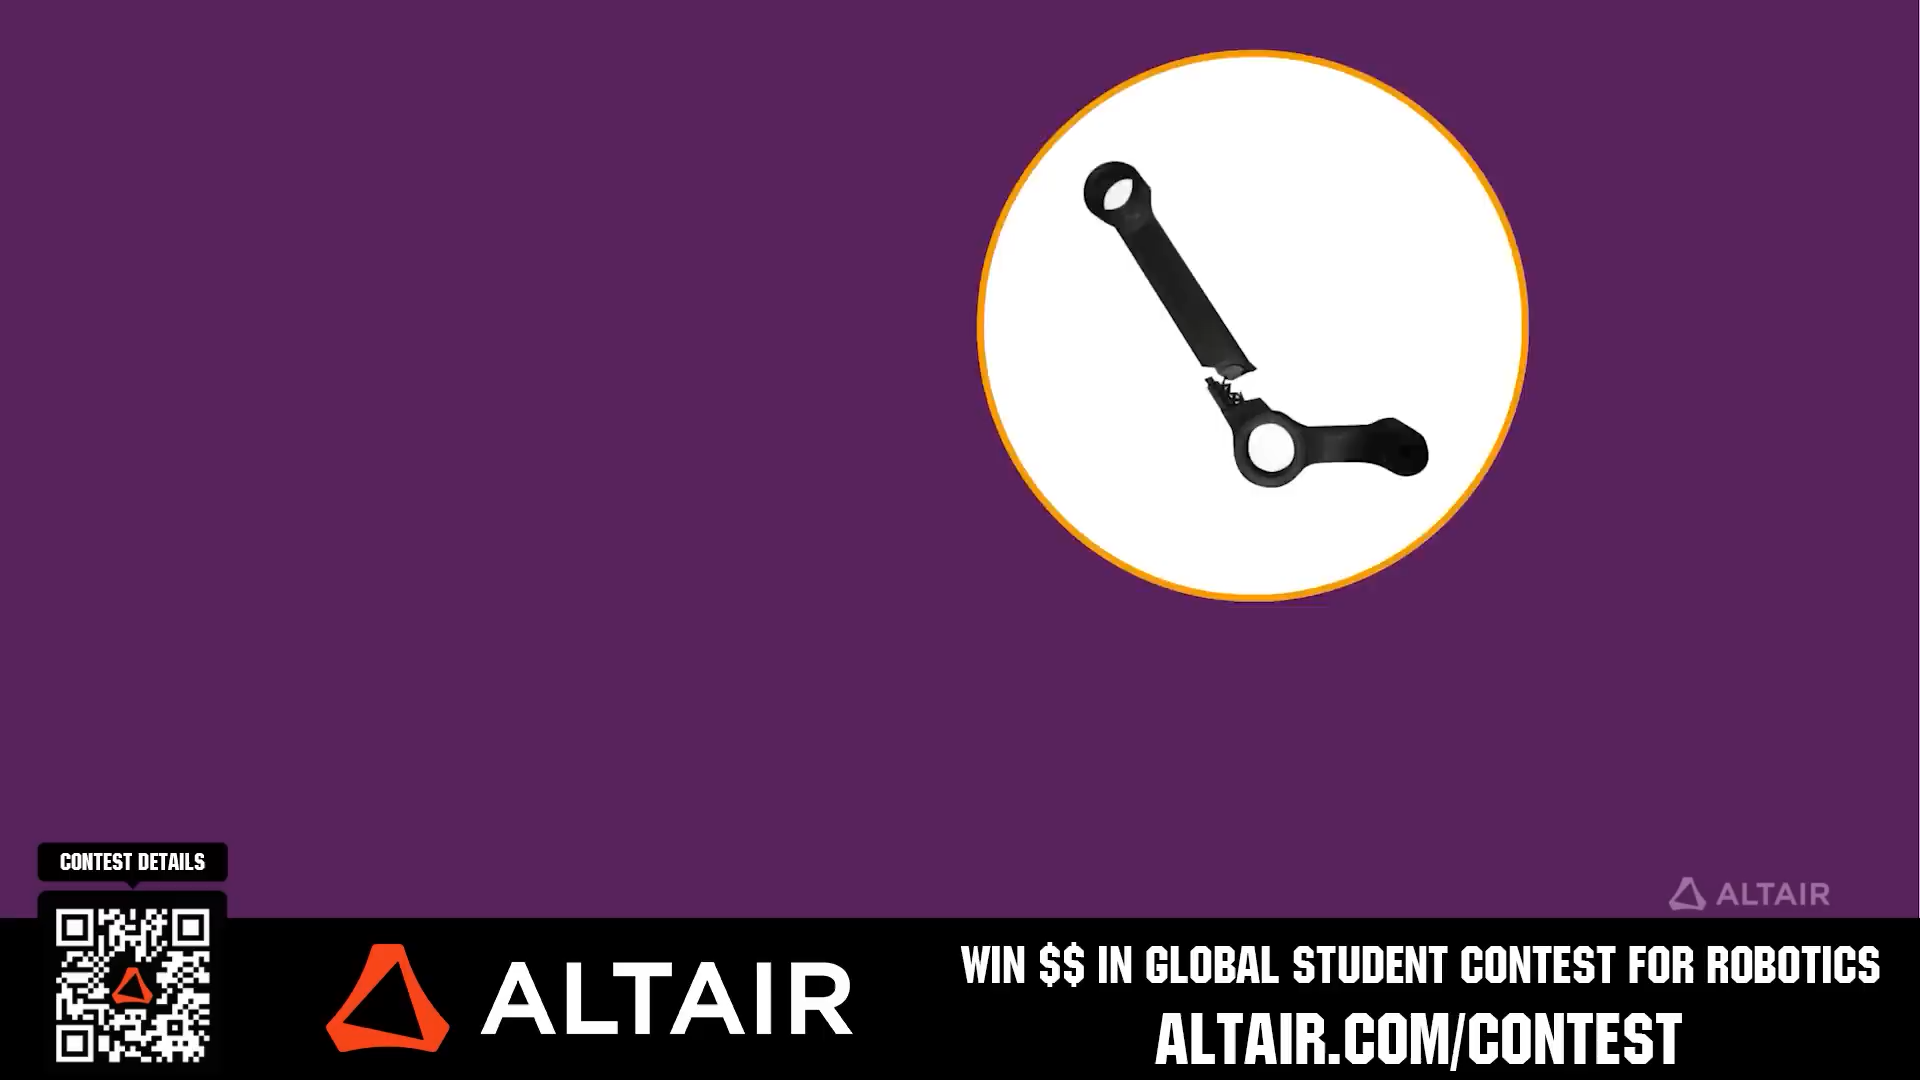 CONTEST DETAILS
ALTAIR
ALTAIR
WIN $$ IN GLOBAL STUDENT CONTEST FOR ROBOTICS
ALTAIR.COM/CONTEST